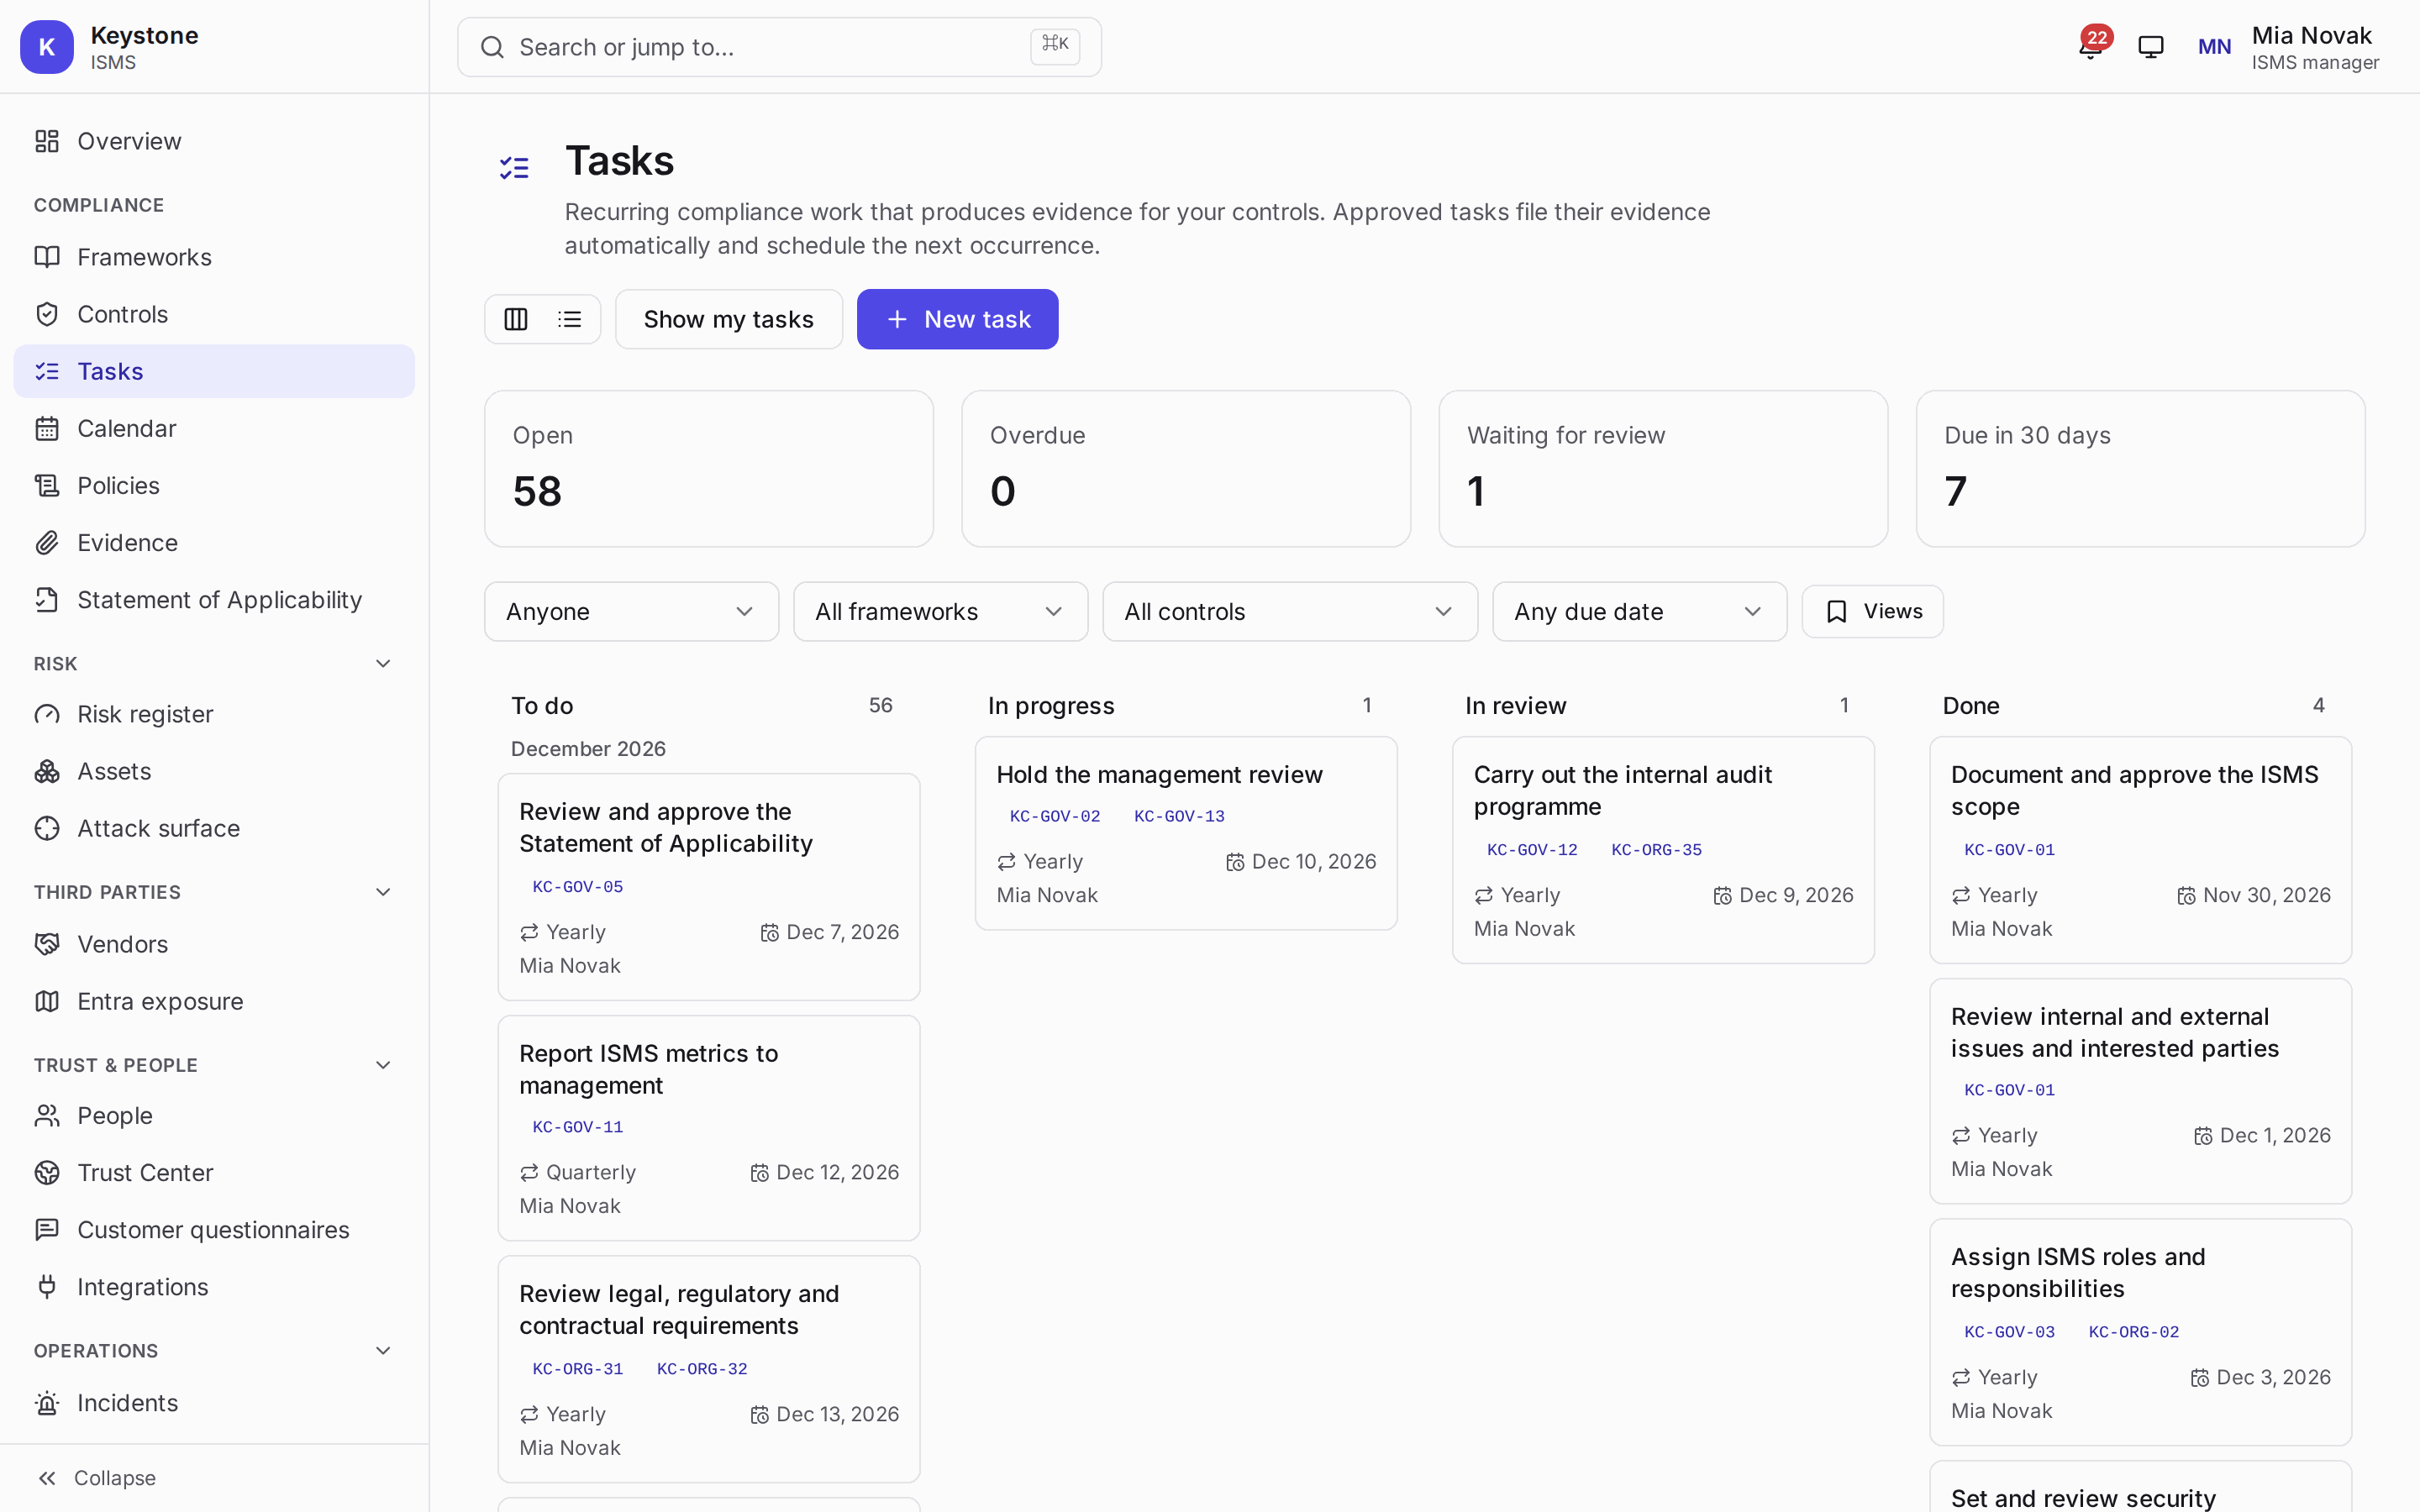 K
Keystone
ISMS
Search or jump to...
⌘K
22
MN
Mia Novak
ISMS manager
Overview
COMPLIANCE
Frameworks
Controls
Tasks
Calendar
Policies
Evidence
Statement of Applicability
RISK
Risk register
Assets
Attack surface
THIRD PARTIES
Vendors
Entra exposure
TRUST & PEOPLE
People
Trust Center
Customer questionnaires
Integrations
OPERATIONS
Incidents
Collapse
Tasks
Recurring compliance work that produces evidence for your controls. Approved tasks file their evidence
automatically and schedule the next occurrence.
Show my tasks
New task
Open
58
Overdue
0
Waiting for review
1
Due in 30 days
7
Anyone
All frameworks
All controls
Any due date
Views
To do
56
December 2026
Review and approve the
Statement of Applicability
KC-GOV-05
Yearly
Dec 7, 2026
Mia Novak
Report ISMS metrics to
management
KC-GOV-11
Quarterly
Dec 12, 2026
Mia Novak
Review legal, regulatory and
contractual requirements
KC-ORG-31 KC-ORG-32
Yearly
Dec 13, 2026
Mia Novak
In progress
1
Hold the management review
KC-GOV-02 KC-GOV-13
Yearly
Dec 10, 2026
Mia Novak
In review
1
Carry out the internal audit
programme
KC-GOV-12 KC-ORG-35
Yearly
Dec 9, 2026
Mia Novak
Done
4
Document and approve the ISMS
scope
KC-GOV-01
Yearly
Nov 30, 2026
Mia Novak
Review internal and external
issues and interested parties
KC-GOV-01
Yearly
Dec 1, 2026
Mia Novak
Assign ISMS roles and
responsibilities
KC-GOV-03 KC-ORG-02
Yearly
Dec 3, 2026
Mia Novak
Set and review security